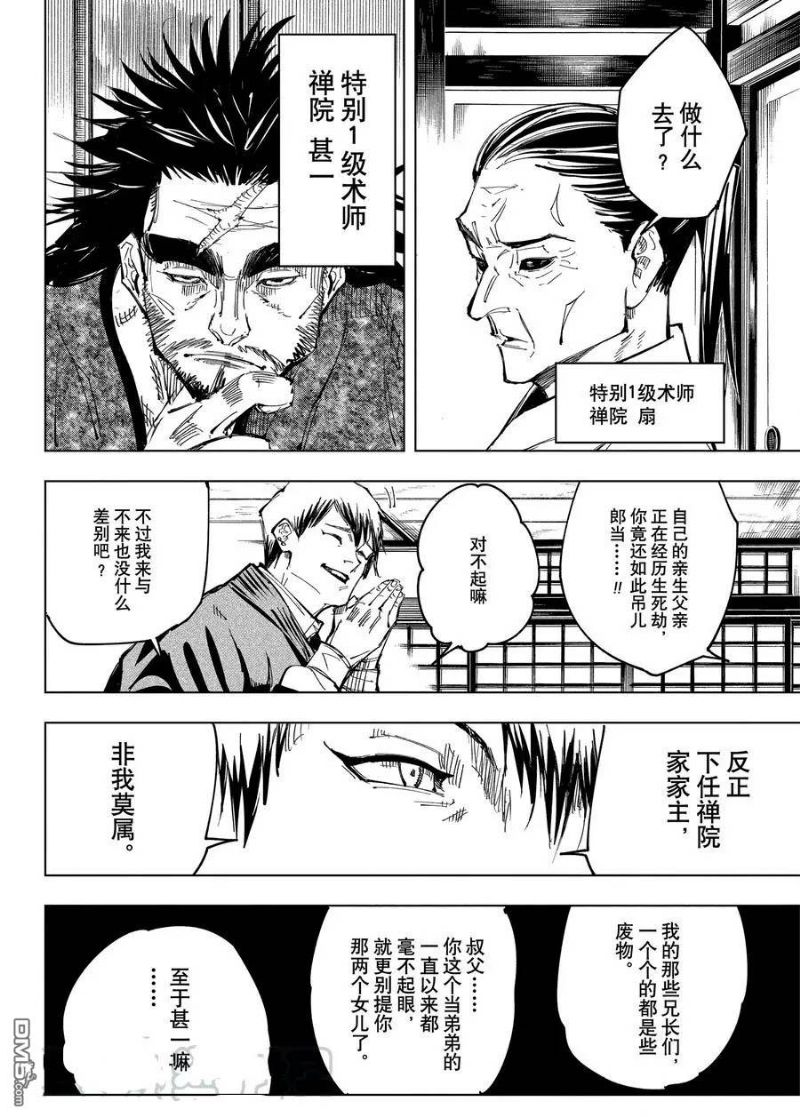 做什么
去了？
特别1级术师
禅院 扇
特别1级术师
禅院 甚一
自己的亲生父亲
正在经历生死劫，
你竟还如此吊儿
郎当……!!
对
不起嘛
不过我来与
不来也没什么
差别吧？
反正
下任禅院
家家主，
非我莫属。
我的那些兄长们，
一个个的都是些
废物。
叔父……
你这个当弟弟的
一直以来都
毫不起眼，
就更别提你
那两个女儿了。
至于甚一嘛
……
DM5
.com